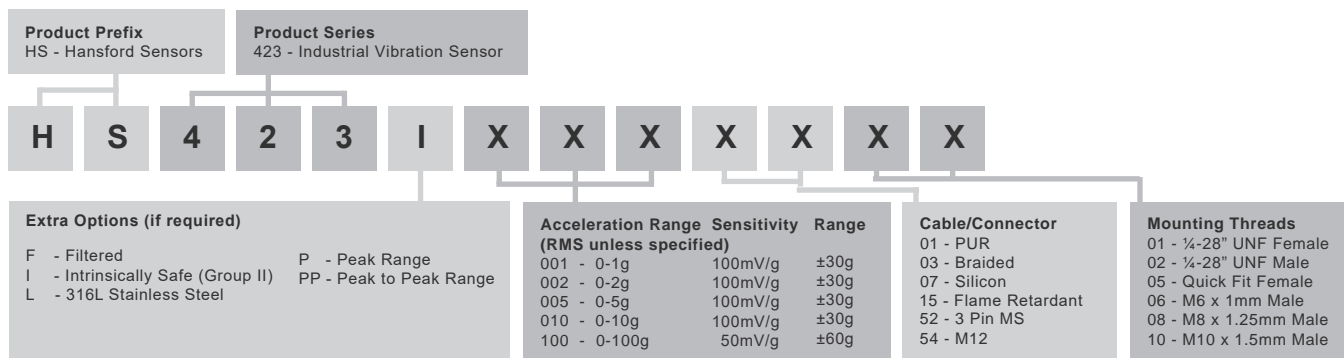 Product Prefix
HS - Hansford Sensors
Product Series
423 - Industrial Vibration Sensor
H S 4 2 3 I X X X X X X X
Extra Options (if required)
F - Filtered
I - Intrinsically Safe (Group II)
L - 316L Stainless Steel
P - Peak Range
PP - Peak to Peak Range
Acceleration Range Sensitivity Range
(RMS unless specified)
001 - 0-1g 100mV/g ±30g
002 - 0-2g 100mV/g ±30g
005 - 0-5g 100mV/g ±30g
010 - 0-10g 100mV/g ±30g
100 - 0-100g 50mV/g ±60g
Cable/Connector
01 - PUR
03 - Braided
07 - Silicon
15 - Flame Retardant
52 - 3 Pin MS
54 - M12
Mounting Threads
01 - ¼-28” UNF Female
02 - ¼-28” UNF Male
05 - Quick Fit Female
06 - M6 x 1mm Male
08 - M8 x 1.25mm Male
10 - M10 x 1.5mm Male